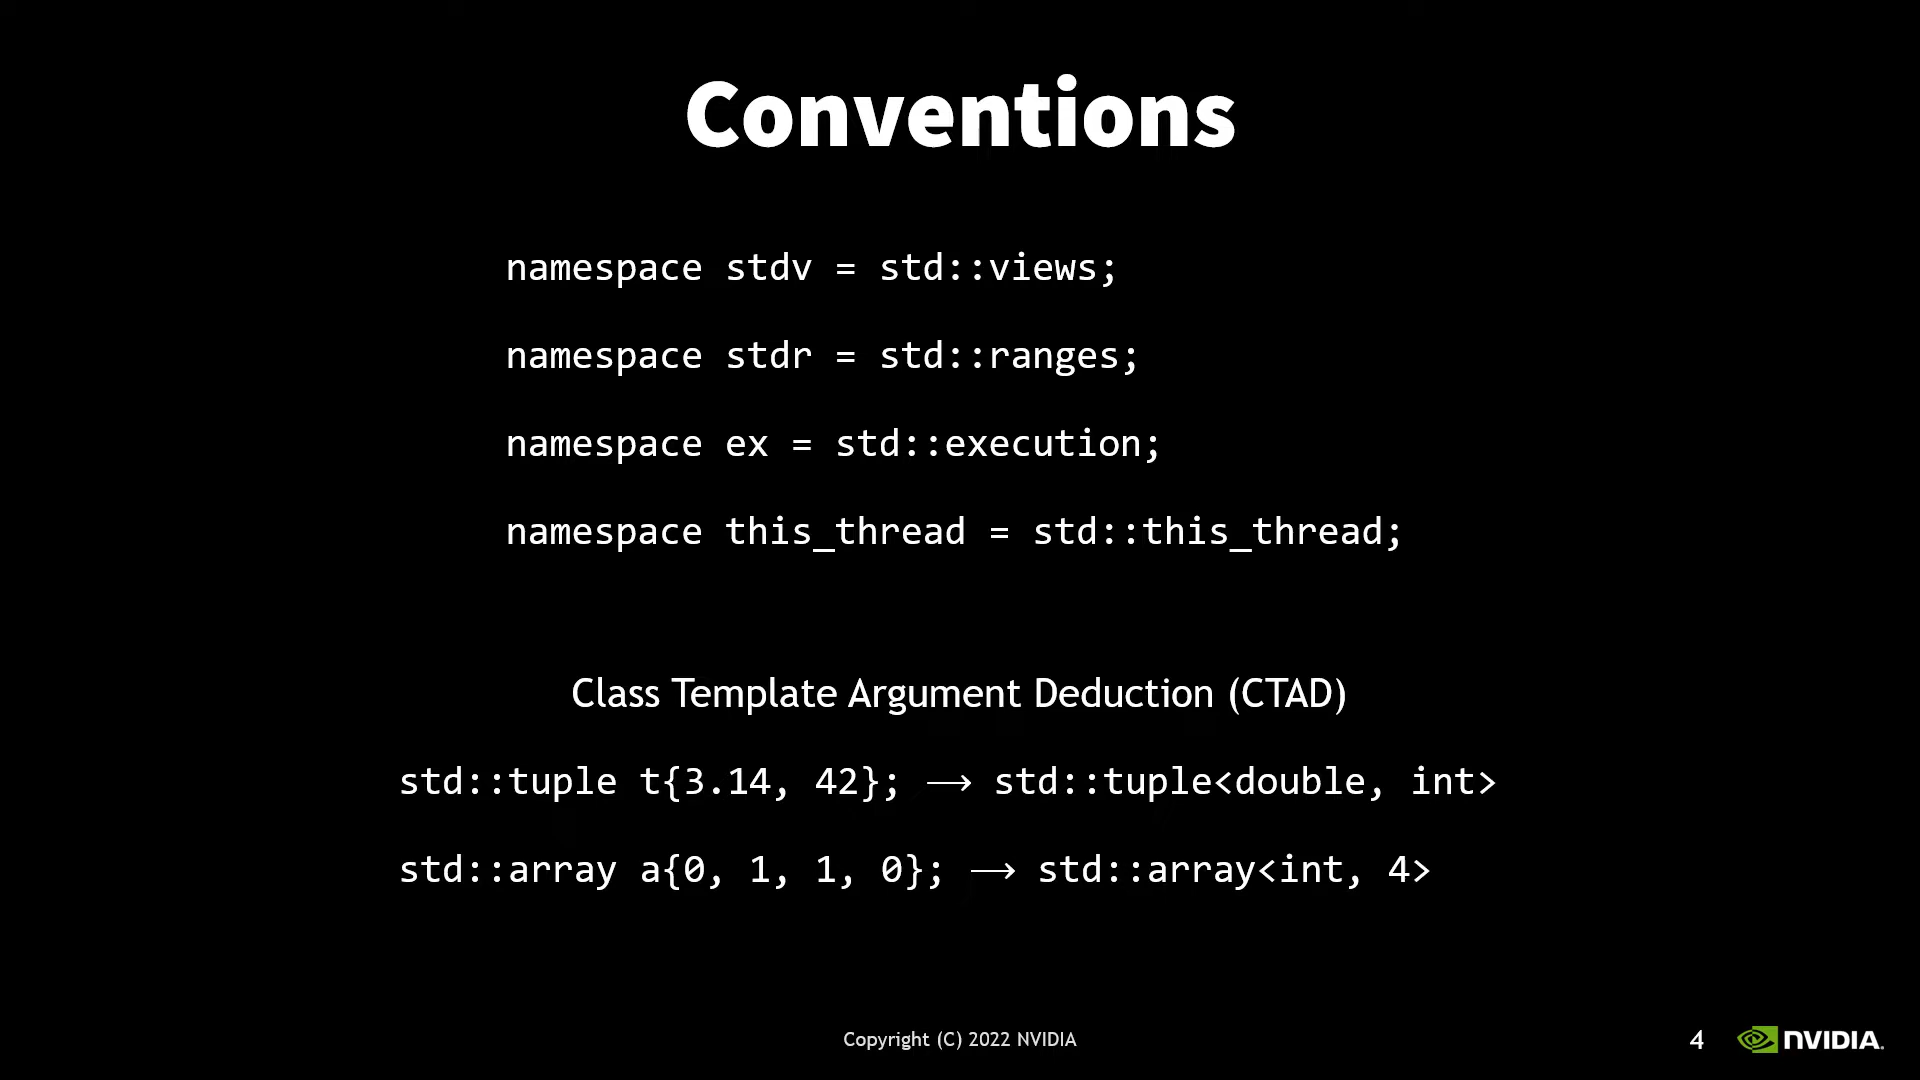 Conventions
namespace stdv = std::views;
namespace stdr = std::ranges;
namespace ex = std::execution;
namespace this_thread = std::this_thread;
Class Template Argument Deduction (CTAD)
std::tuple t{3.14, 42}; ⟶ std::tuple<double, int>
std::array a{0, 1, 1, 0}; ⟶ std::array<int, 4>
Copyright (C) 2022 NVIDIA
4
NVIDIA.